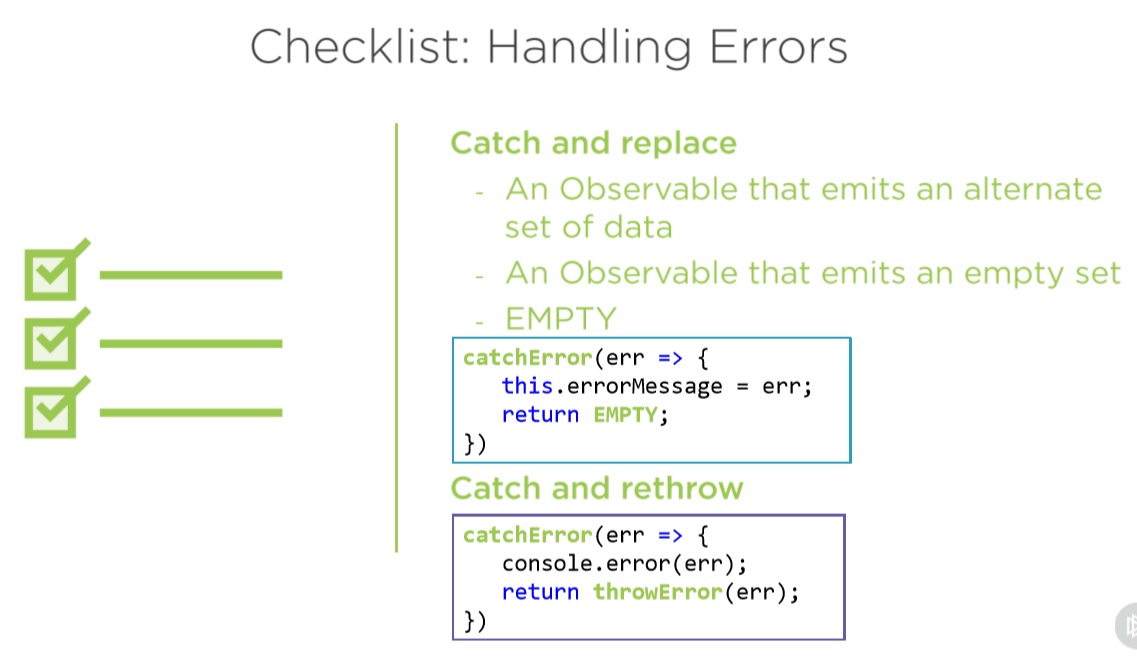 Checklist: Handling Errors
Catch and replace
- An Observable that emits an alternate
set of data
- An Observable that emits an empty set
- EMPTY
catchError(err => {
   this.errorMessage = err;
   return EMPTY;
})
Catch and rethrow
catchError(err => {
   console.error(err);
   return throwError(err);
})